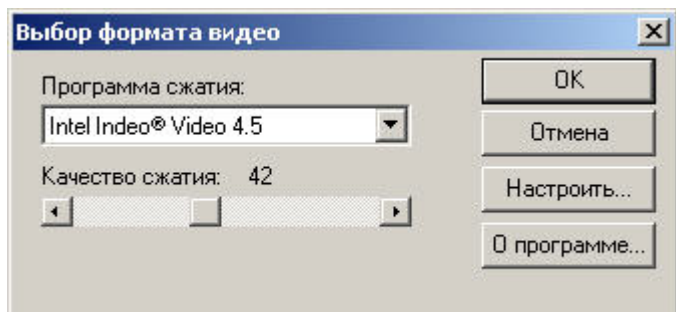 Выбор формата видео
Программа сжатия:
Intel Indeo® Video 4.5
Качество сжатия: 42
OK
Отмена
Настроить...
О программе...